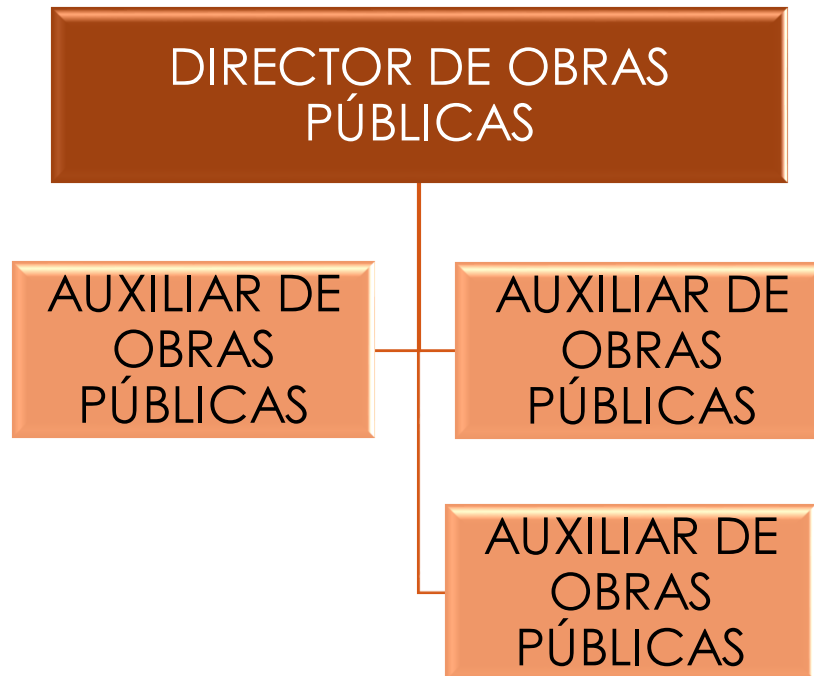 DIRECTOR DE OBRAS
PÚBLICAS
AUXILIAR DE
OBRAS
PÚBLICAS
AUXILIAR DE
OBRAS
PÚBLICAS
AUXILIAR DE
OBRAS
PÚBLICAS